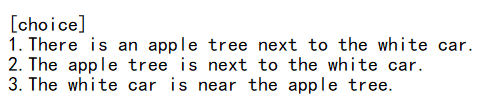 [choice]
1.There is an apple tree next to the white car.
2.The apple tree is next to the white car.
3.The white car is near the apple tree.